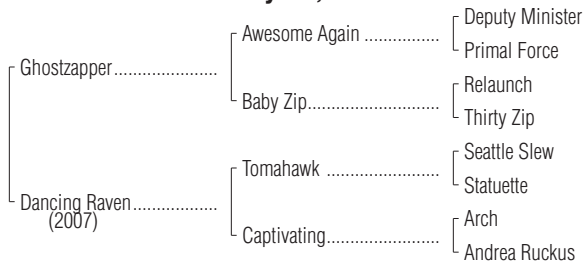 Deputy Minister
Awesome Again ................
Primal Force
Ghostzapper......................
Relaunch
Baby Zip............................
Thirty Zip
Seattle Slew
Tomahawk ........................
Statuette
Dancing Raven..................
(2007)
Arch
Captivating........................
Andrea Ruckus